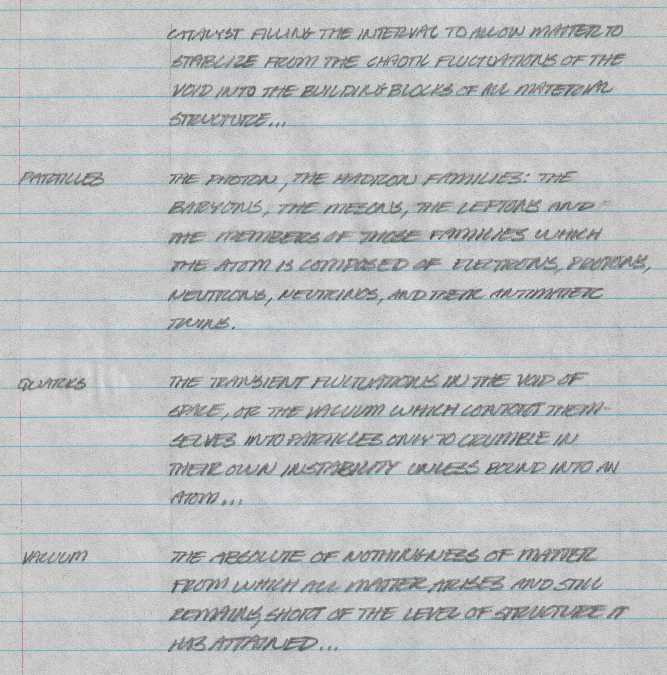 CATALYST FILLING THE INTERVAL TO ALLOW MATTER TO
STABLIZE FROM THE CHAOTIC FLUCTUATIONS OF THE
VOID INTO THE BUILDING BLOCKS OF ALL MATERIAL
STRUCTURE...
PARTICLES THE PHOTON, THE HADRON FAMILIES: THE
BARYONS, THE MESONS, THE LEPTONS AND
THE MEMBERS OF THOSE FAMILIES WHICH
THE ATOM IS COMPOSED OF ELECTRONS, PROTONS,
NEUTRONS, NEUTRINOS, AND THEIR ANTIMATTER
TWINS.
QUARKS THE TRANSIENT FLUCTUATIONS IN THE VOID OF
SPACE, OR THE VACUUM WHICH CONTORT THEM-
SELVES INTO PARTICLES ONLY TO CRUMBLE IN
THEIR OWN INSTABILITY UNLESS BOUND INTO AN
ATOM...
VACUUM THE ABSOLUTE OF NOTHINGNESS OF MATTER
FROM WHICH ALL MATTER ARISES AND STILL
REMAINS, SHORT OF THE LEVEL OF STRUCTURE IT
HAS ATTAINED...